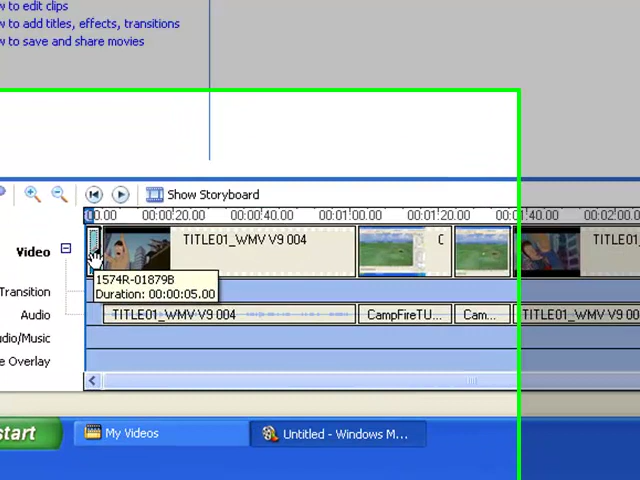 w to edit clips
w to add titles, effects, transitions
w to save and share movies
Show Storyboard
00.00 00:00:20.00 00:00:40.00 00:01:00.00 00:01:20.00 00:01:40.00 00:02:00
Video TITLE01_WMV V9 004 C TITLE01
1574R-01879B
Duration: 00:00:05.00
Transition
Audio TITLE01_WMV V9 004 CampFireTU... Cam... TITLE01_WMV V9 00
udio/Music
e Overlay
start My Videos Untitled - Windows M...